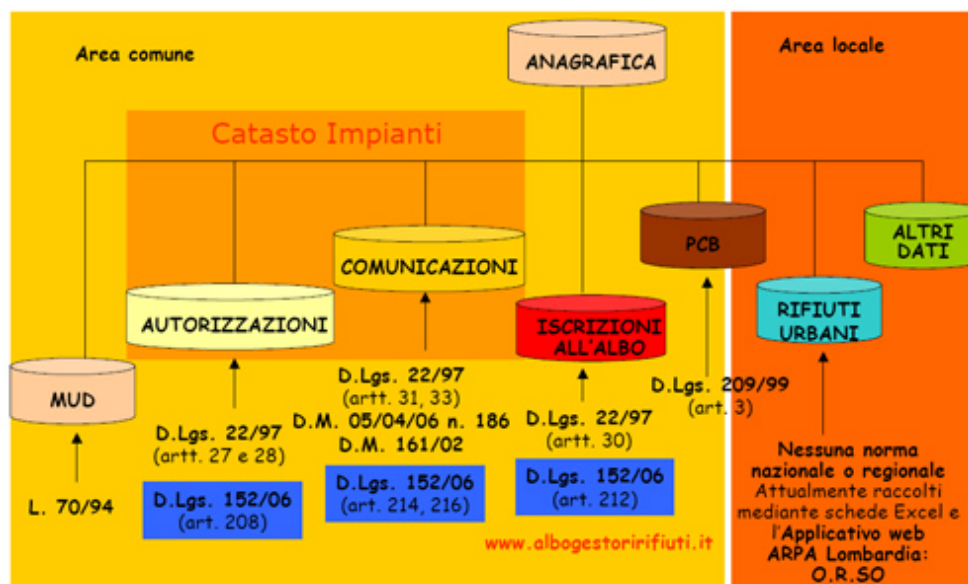 Area comune
ANAGRAFICA
Area locale
Catasto Impianti
PCB
ALTRI
DATI
COMUNICAZIONI
AUTORIZZAZIONI
ISCRIZIONI
ALL'ALBO
RIFIUTI
URBANI
MUD
D.Lgs. 22/97
(artt. 31, 33)
D.M. 05/04/06 n. 186
D.M. 161/02
D.Lgs. 209/99
(art. 3)
D.Lgs. 22/97
(artt. 27 e 28)
D.Lgs. 22/97
(artt. 30)
L. 70/94
D.Lgs. 152/06
(art. 208)
D.Lgs. 152/06
(art. 214, 216)
D.Lgs. 152/06
(art. 212)
Nessuna norma
nazionale o regionale
Attualmente raccolti
mediante schede Excel e
l'Applicativo web
ARPA Lombardia:
O.R.SO
www.albogestoririfiuti.it